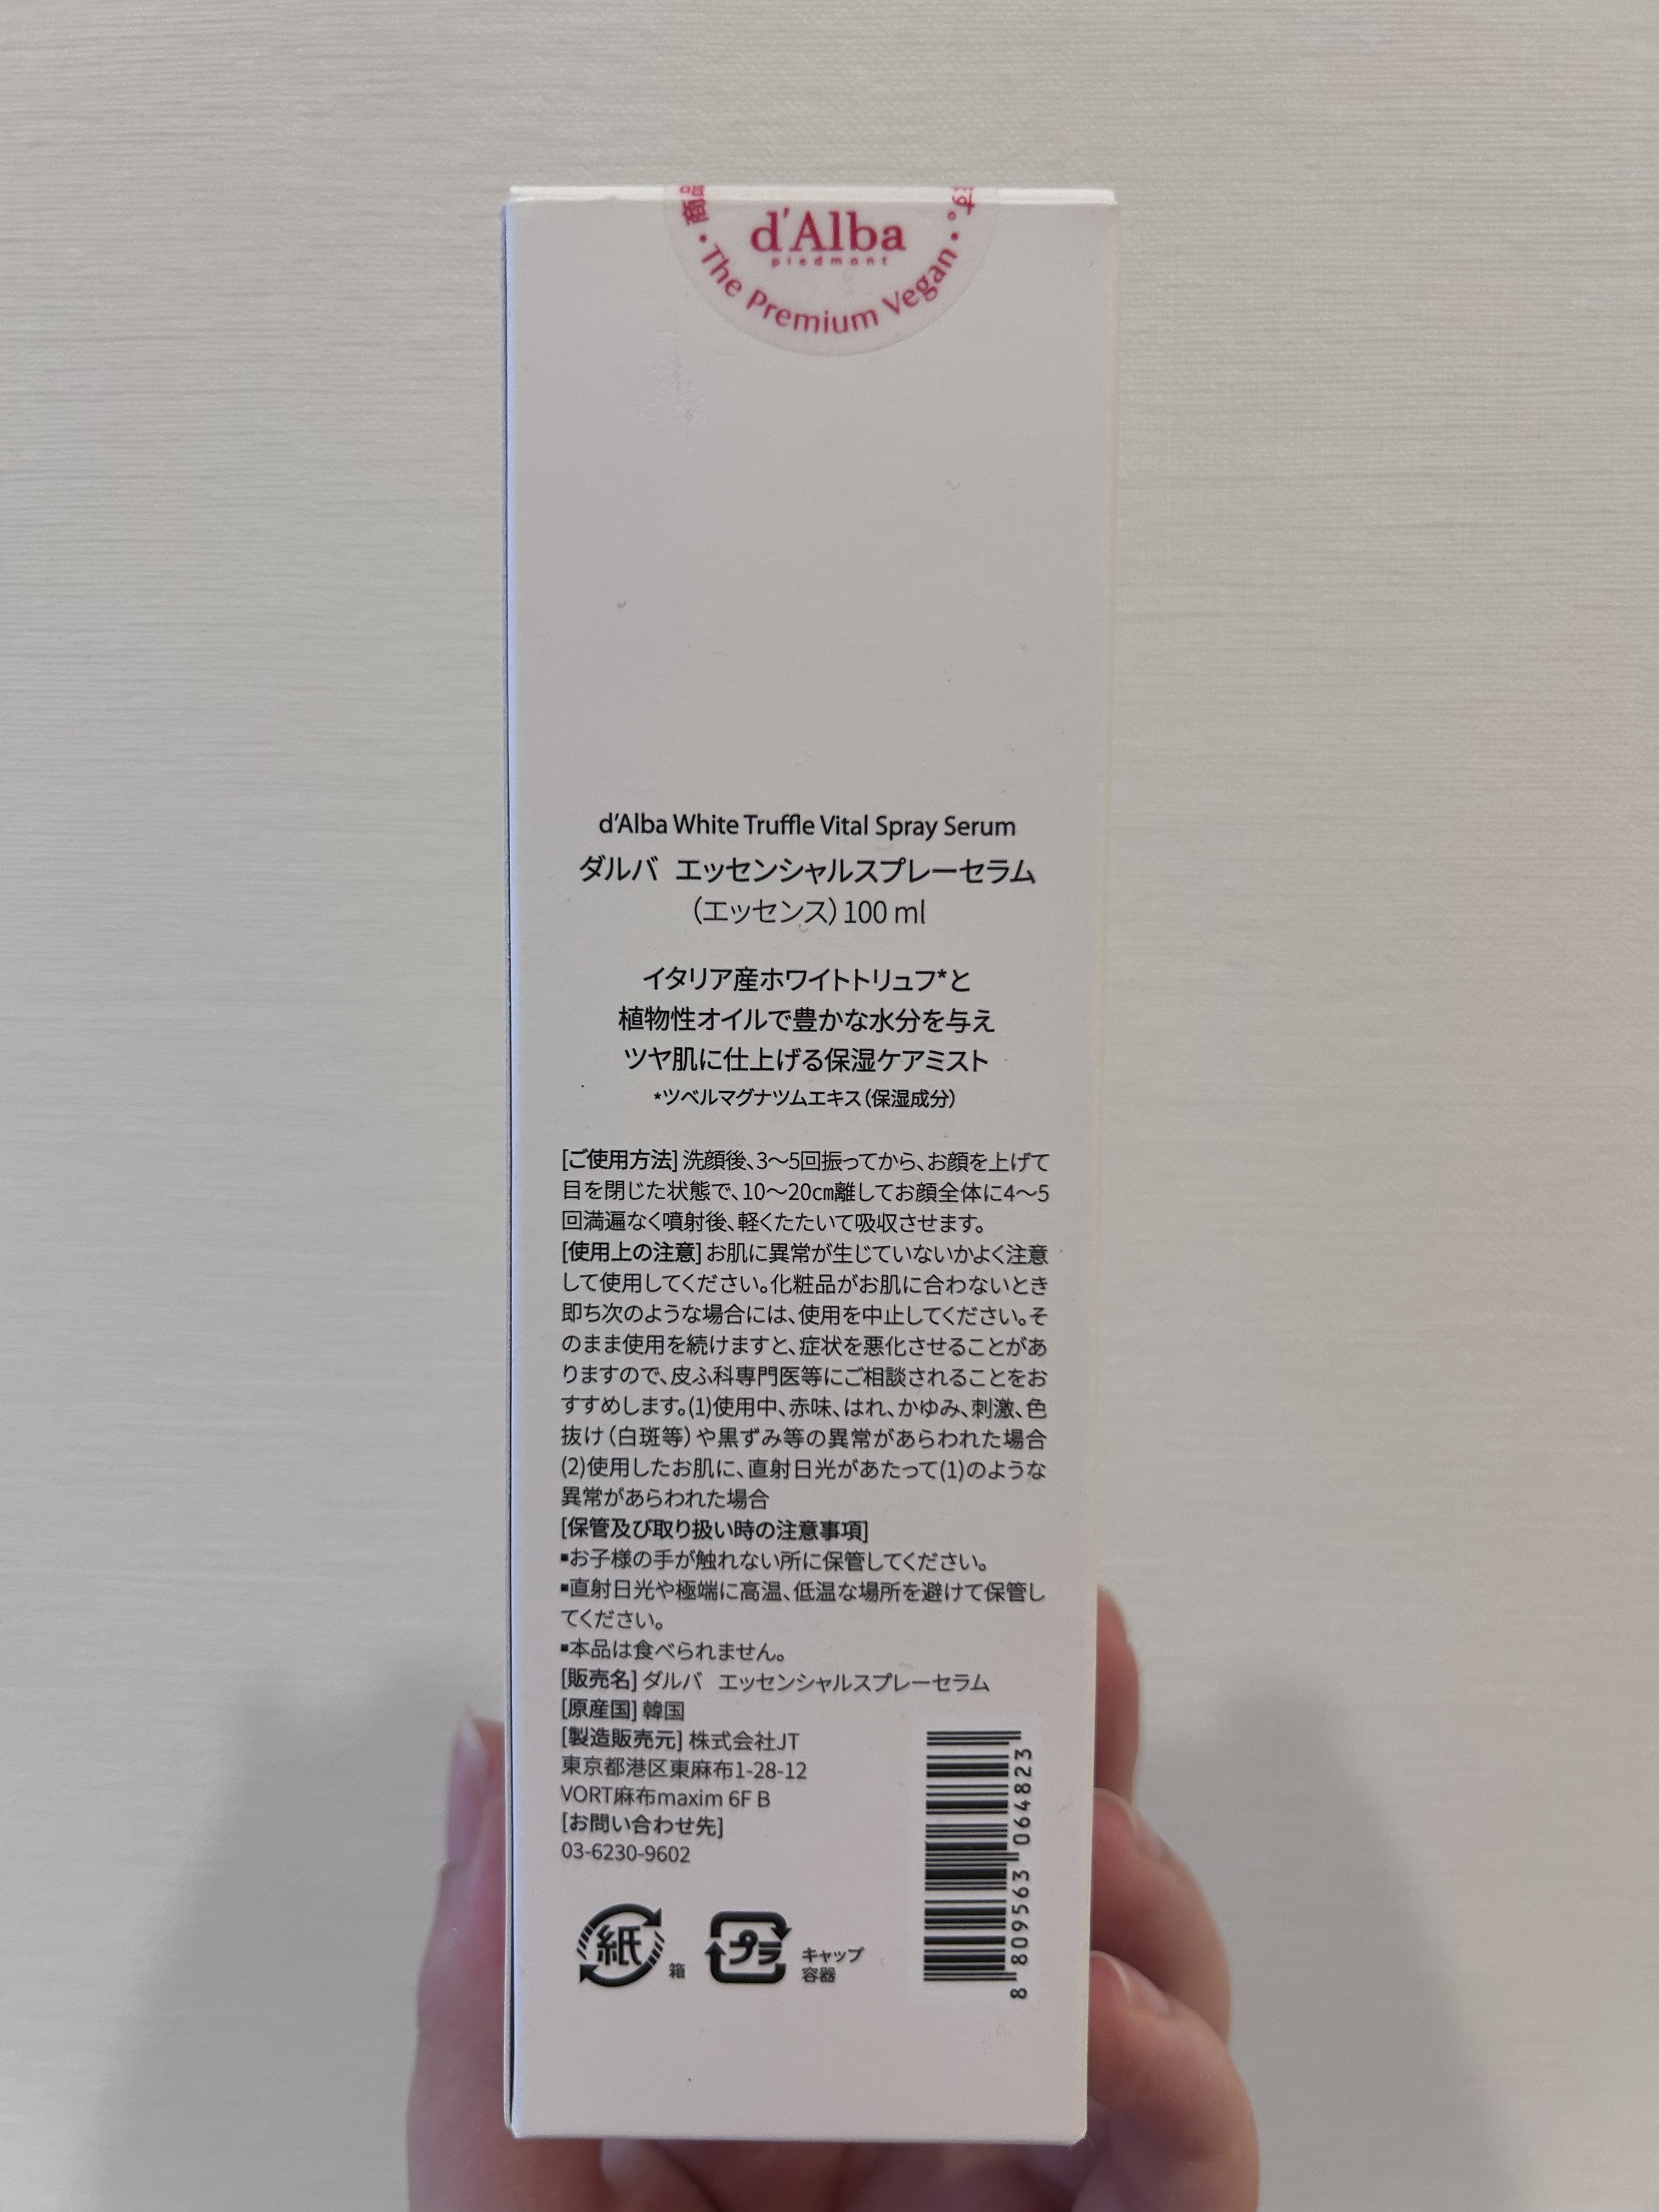 d'Alba
piedmont
• The Premium Vegan •
d'Alba White Truffle Vital Spray Serum
ダルバ エッセンシャルスプレーセラム
（エッセンス）100 ml
イタリア産ホワイトトリュフ*と
植物性オイルで豊かな水分を与え
ツヤ肌に仕上げる保湿ケアミスト
*ツベルマグナツムエキス（保湿成分）
[ご使用方法] 洗顔後、3～5回振ってから、お顔を上げて
目を閉じた状態で、10～20㎝離してお顔全体に4～5
回満遍なく噴射後、軽くたたいて吸収させます。
[使用上の注意] お肌に異常が生じていないかよく注意
して使用してください。化粧品がお肌に合わないとき
即ち次のような場合には、使用を中止してください。そ
のまま使用を続けますと、症状を悪化させることがあ
りますので、皮ふ科専門医等にご相談されることをお
すすめします。(1)使用中、赤味、はれ、かゆみ、刺激、色
抜け（白斑等）や黒ずみ等の異常があらわれた場合
(2)使用したお肌に、直射日光があたって(1)のような
異常があらわれた場合
[保管及び取り扱い時の注意事項]
▪お子様の手が触れない所に保管してください。
▪直射日光や極端に高温、低温な場所を避けて保管し
てください。
▪本品は食べられません。
[販売名] ダルバ エッセンシャルスプレーセラム
[原産国] 韓国
[製造販売元] 株式会社JT
東京都港区東麻布1-28-12
VORT麻布maxim 6F B
[お問い合わせ先]
03-6230-9602
紙 箱
プラ キャップ
容器
8 809563 064823